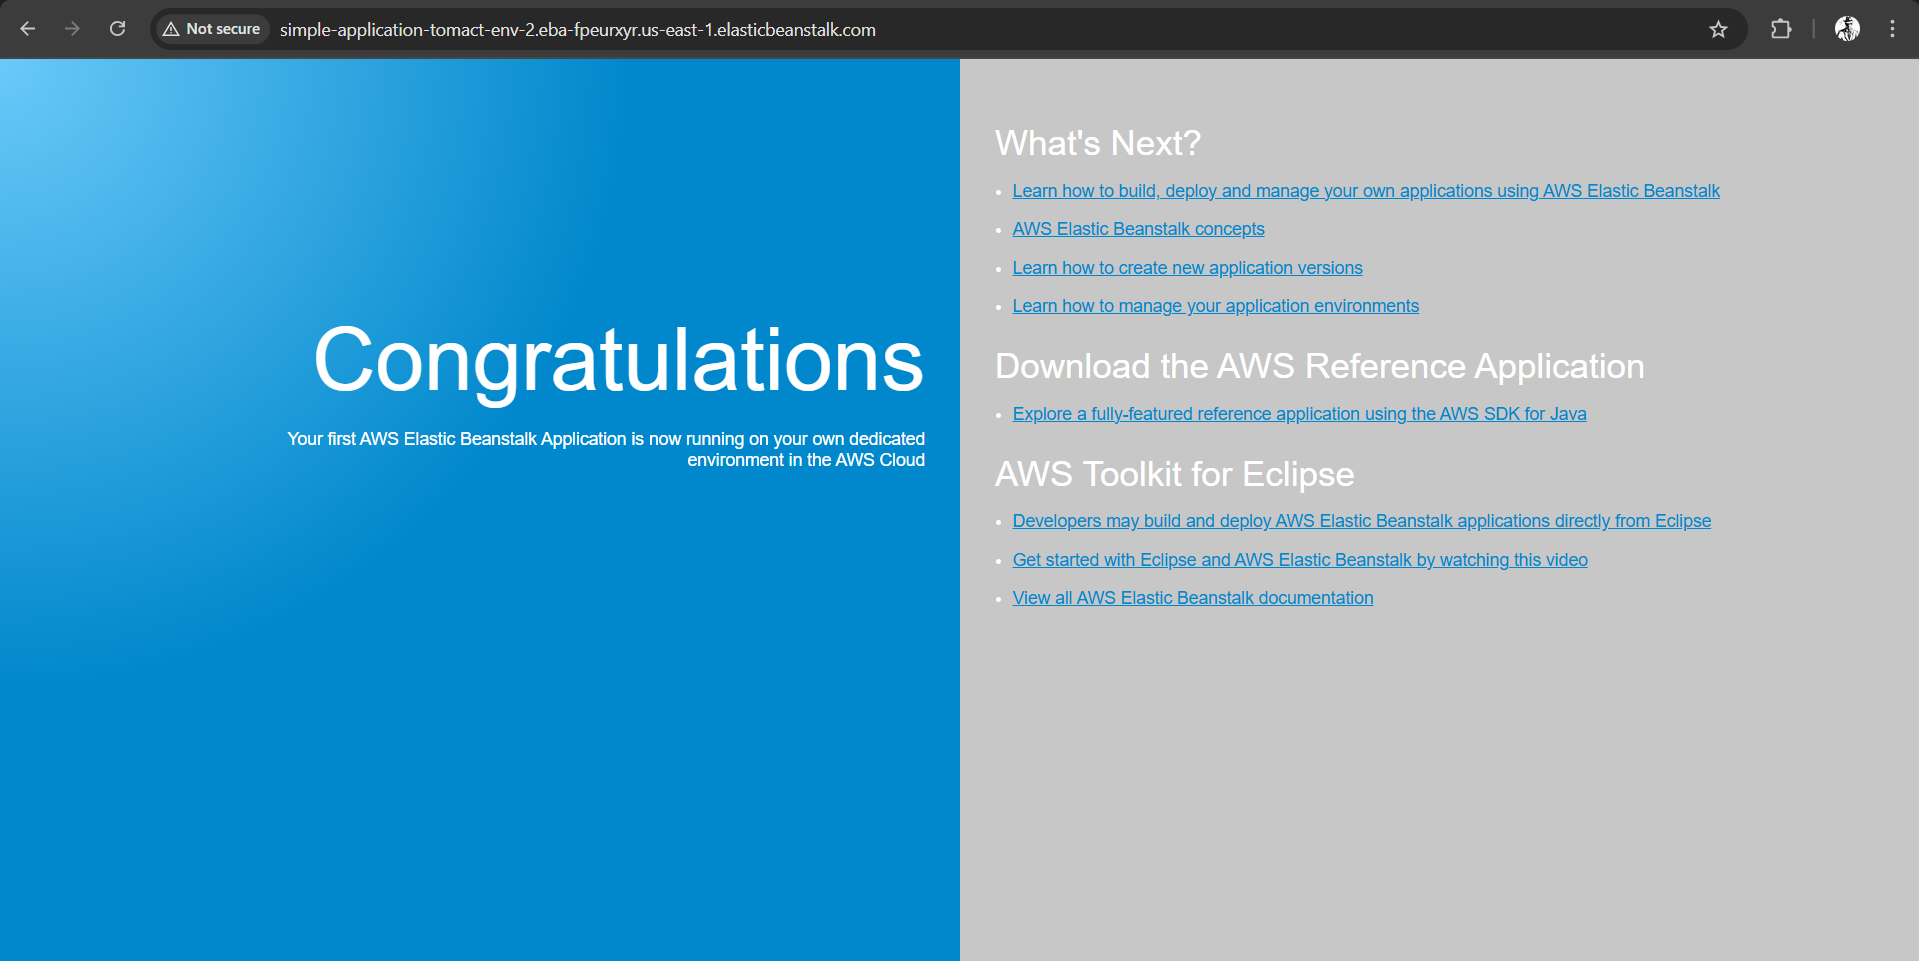 Not secure
simple-application-tomact-env-2.eba-fpeurxyr.us-east-1.elasticbeanstalk.com
Congratulations
Your first AWS Elastic Beanstalk Application is now running on your own dedicated
environment in the AWS Cloud
What's Next?
Learn how to build, deploy and manage your own applications using AWS Elastic Beanstalk
AWS Elastic Beanstalk concepts
Learn how to create new application versions
Learn how to manage your application environments
Download the AWS Reference Application
Explore a fully-featured reference application using the AWS SDK for Java
AWS Toolkit for Eclipse
Developers may build and deploy AWS Elastic Beanstalk applications directly from Eclipse
Get started with Eclipse and AWS Elastic Beanstalk by watching this video
View all AWS Elastic Beanstalk documentation